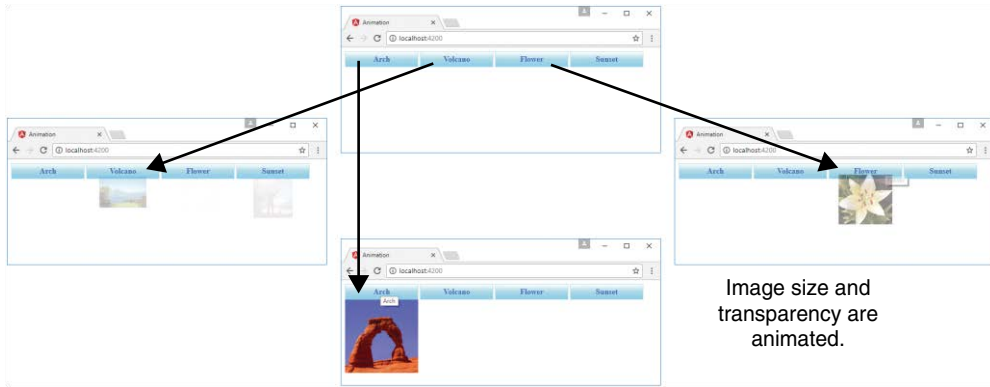 Animation
localhost:4200
Arch Volcano Flower Sunset
Animation
localhost:4200
Arch Volcano Flower Sunset
Animation
localhost:4200
Arch Volcano Flower Sunset
Animation
localhost:4200
Arch Volcano Flower Sunset
Arch
Image size and
transparency are
animated.